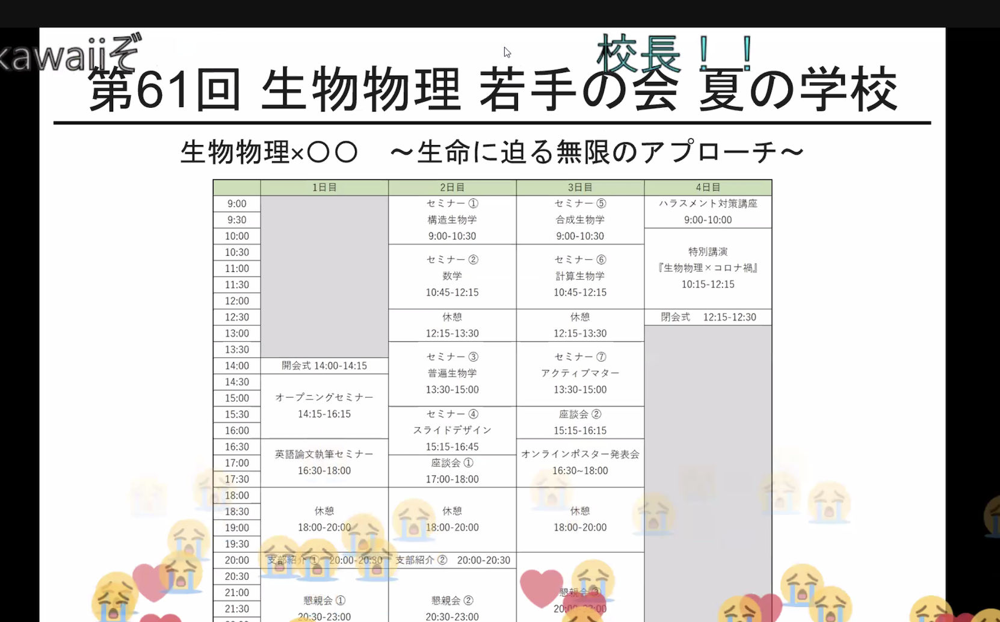 kawaiiぞ
校長！！
第61回 生物物理 若手の会 夏の学校
生物物理×〇〇　～生命に迫る無限のアプローチ～
1日目 2日目 3日目 4日目
9:00
9:30
10:00
10:30
11:00
11:30
12:00
12:30
13:00
13:30
14:00
14:30
15:00
15:30
16:00
16:30
17:00
17:30
18:00
18:30
19:00
19:30
20:00
20:30
21:00
21:30
開会式 14:00-14:15
オープニングセミナー
14:15-16:15
英語論文執筆セミナー
16:30-18:00
休憩
18:00-20:00
支部紹介 ① 20:00-20:30
懇親会 ①
20:30-23:00
セミナー ①
構造生物学
9:00-10:30
セミナー ②
数学
10:45-12:15
休憩
12:15-13:30
セミナー ③
普遍生物学
13:30-15:00
セミナー ④
スライドデザイン
15:15-16:45
座談会 ①
17:00-18:00
休憩
18:00-20:00
支部紹介 ② 20:00-20:30
懇親会 ②
20:30-23:00
セミナー ⑤
合成生物学
9:00-10:30
セミナー ⑥
計算生物学
10:45-12:15
休憩
12:15-13:30
セミナー ⑦
アクティブマター
13:30-15:00
座談会 ②
15:15-16:15
オンラインポスター発表会
16:30~18:00
休憩
18:00-20:00
懇親会 ③
20:00-23:00
ハラスメント対策講座
9:00-10:00
特別講演
『生物物理×コロナ禍』
10:15-12:15
閉会式 12:15-12:30